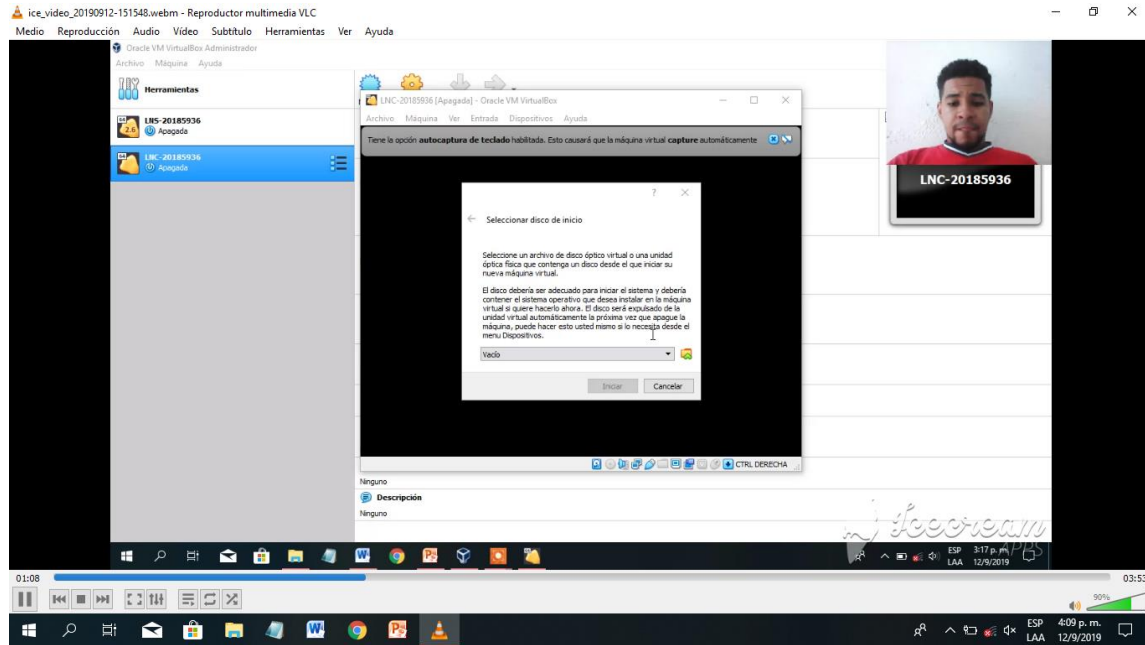 ice_video_20190912-151548.webm - Reproductor multimedia VLC
Medio Reproducción Audio Vídeo Subtítulo Herramientas Ver Ayuda
Oracle VM VirtualBox Administrador
Archivo Máquina Ayuda
Herramientas
LNS-20185936
Apagada
LNC-20185936
Apagada
LNC-20185936 [Apagada] - Oracle VM VirtualBox
Archivo Máquina Ver Entrada Dispositivos Ayuda
Tiene la opción autocaptura de teclado habilitada. Esto causará que la máquina virtual capture automáticamente
LNC-20185936
Seleccionar disco de inicio
Seleccione un archivo de disco óptico virtual o una unidad
óptica física que contenga un disco desde el que iniciar su
nueva máquina virtual.
El disco debería ser adecuado para iniciar el sistema y debería
contener el sistema operativo que desea instalar en la máquina
virtual si quiere hacerlo ahora. El disco será expulsado de la
unidad virtual automáticamente la próxima vez que apague la
máquina, puede hacer esto usted mismo si lo necesita desde el
menu Dispositivos.
Vacío
Iniciar Cancelar
CTRL DERECHA
Ninguno
Descripción
Ninguno
Icecream
APPS
ESP 3:17 p. m.
LAA 12/9/2019
01:08 03:53
90%
ESP 4:09 p. m.
LAA 12/9/2019